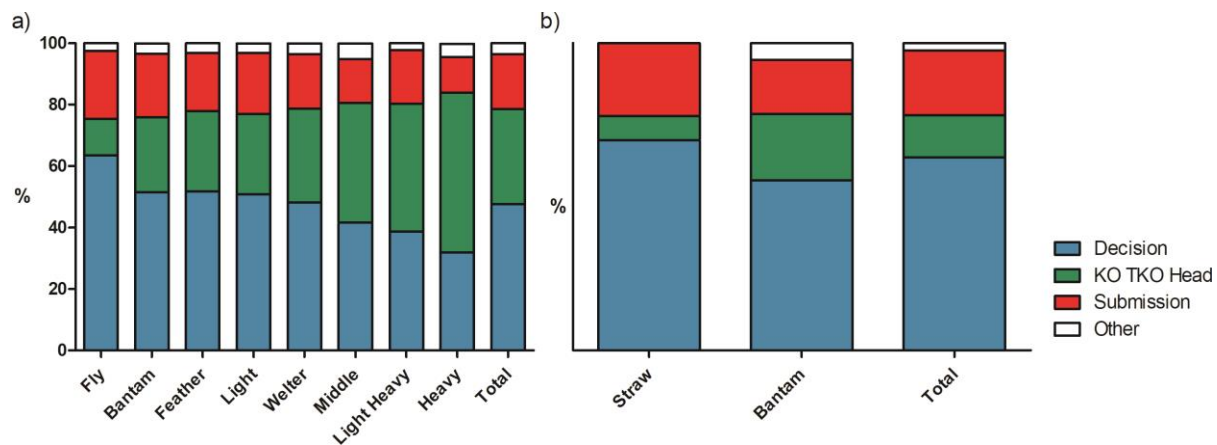 a)
b)
100
80
60
40
20
0
%
%
Fly
Bantam
Feather
Light
Welter
Middle
Light Heavy
Heavy
Total
Straw
Bantam
Total
Decision
KO TKO Head
Submission
Other